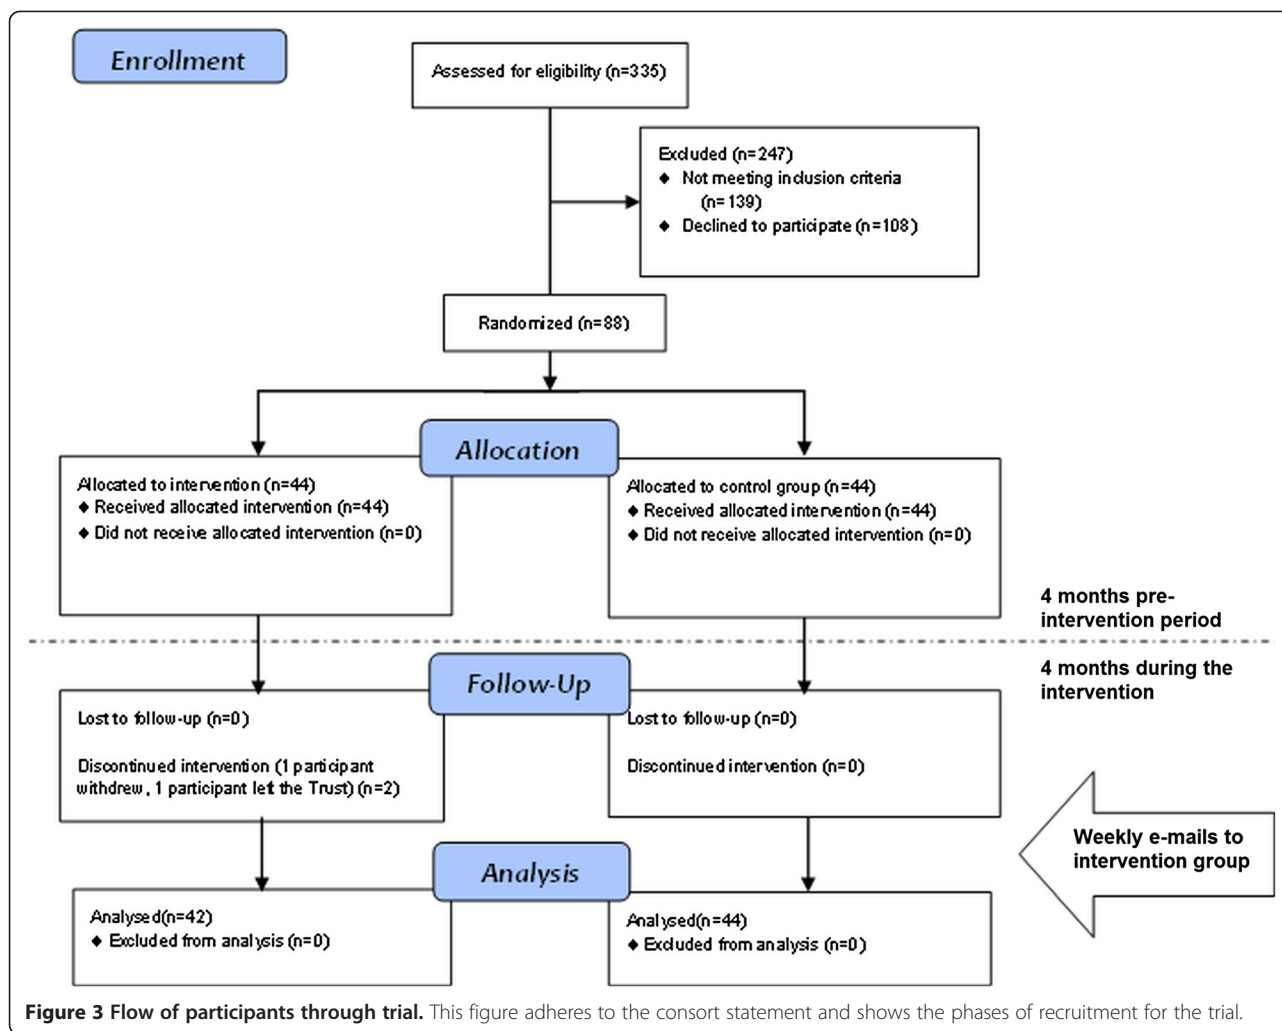 Enrollment
Assessed for eligibility (n=335)
Excluded (n=247)
◆ Not meeting inclusion criteria
(n=139)
◆ Declined to participate (n=108)
Randomized (n=88)
Allocation
Allocated to intervention (n=44)
◆ Received allocated intervention (n=44)
◆ Did not receive allocated intervention (n=0)
Allocated to control group (n=44)
◆ Received allocated intervention (n=44)
◆ Did not receive allocated intervention (n=0)
4 months pre-
intervention period
4 months during the
intervention
Follow-Up
Lost to follow-up (n=0)
Discontinued intervention (1 participant
withdrew, 1 participant left the Trust) (n=2)
Lost to follow-up (n=0)
Discontinued intervention (n=0)
Weekly e-mails to
intervention group
Analysis
Analysed(n=42)
◆ Excluded from analysis (n=0)
Analysed(n=44)
◆ Excluded from analysis (n=0)
Figure 3 Flow of participants through trial. This figure adheres to the consort statement and shows the phases of recruitment for the trial.